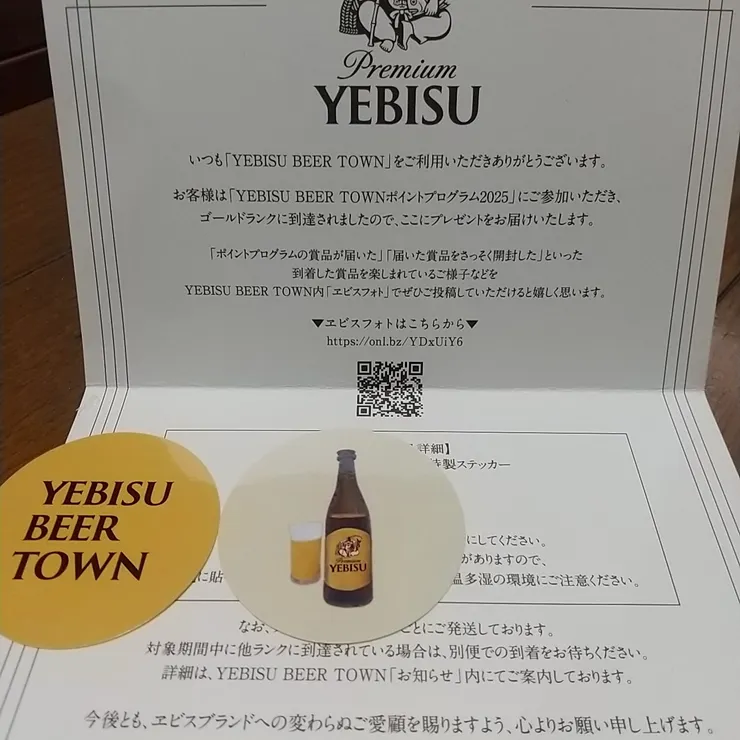 Premium
YEBISU
いつも「YEBISU BEER TOWN」をご利用いただきありがとうございます。
お客様は「YEBISU BEER TOWNポイントプログラム2025」にご参加いただき、
ゴールドランクに到達されましたので、ここにプレゼントをお届けいたします。
「ポイントプログラムの賞品が届いた」「届いた賞品をさっそく開封した」といった
到着した賞品を楽しまれているご様子などを
YEBISU BEER TOWN内「ヱビスフォト」でぜひご投稿していただけると嬉しく思います。
▼ヱビスフォトはこちらから▼
https://onl.bz/YDxUiY6
詳細】
製ステッカー
YEBISU
BEER
TOWN
Premium
YEBISU
にしてください。
がありますので、
に貼
温多湿の環境にご注意ください。
なお、
ごとにご発送しております。
対象期間中に他ランクに到達されている場合は、別便での到着をお待ちください。
詳細は、YEBISU BEER TOWN「お知らせ」内にてご案内しております。
今後とも、ヱビスブランドへの変わらぬご愛顧を賜りますよう、心よりお願い申し上げます。